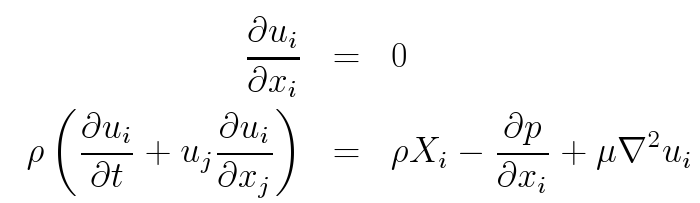 ∂u_i/∂x_i = 0
ρ(∂u_i/∂t + u_j ∂u_i/∂x_j) = ρX_i − ∂p/∂x_i + μ∇²u_i